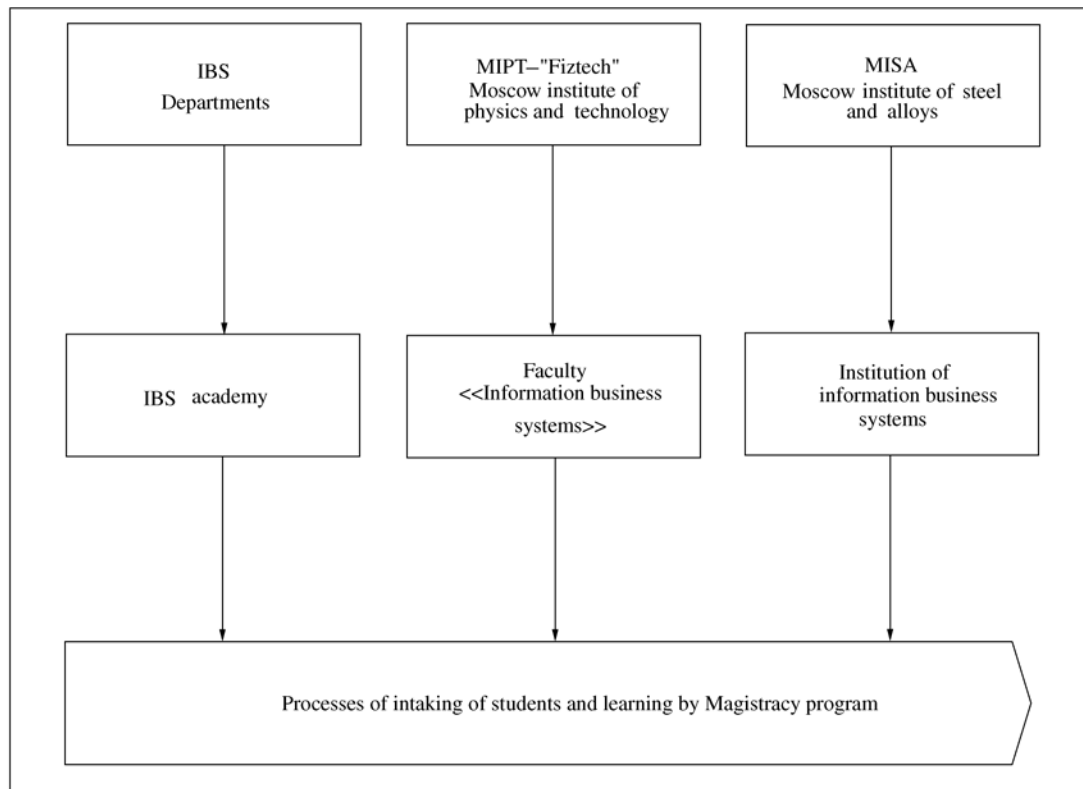 IBS
Departments
MIPT–"Fiztech"
Moscow institute of
physics and technology
MISA
Moscow institute of steel
and alloys
IBS academy
Faculty
<<Information business
systems>>
Institution of
information business
systems
Processes of intaking of students and learning by Magistracy program